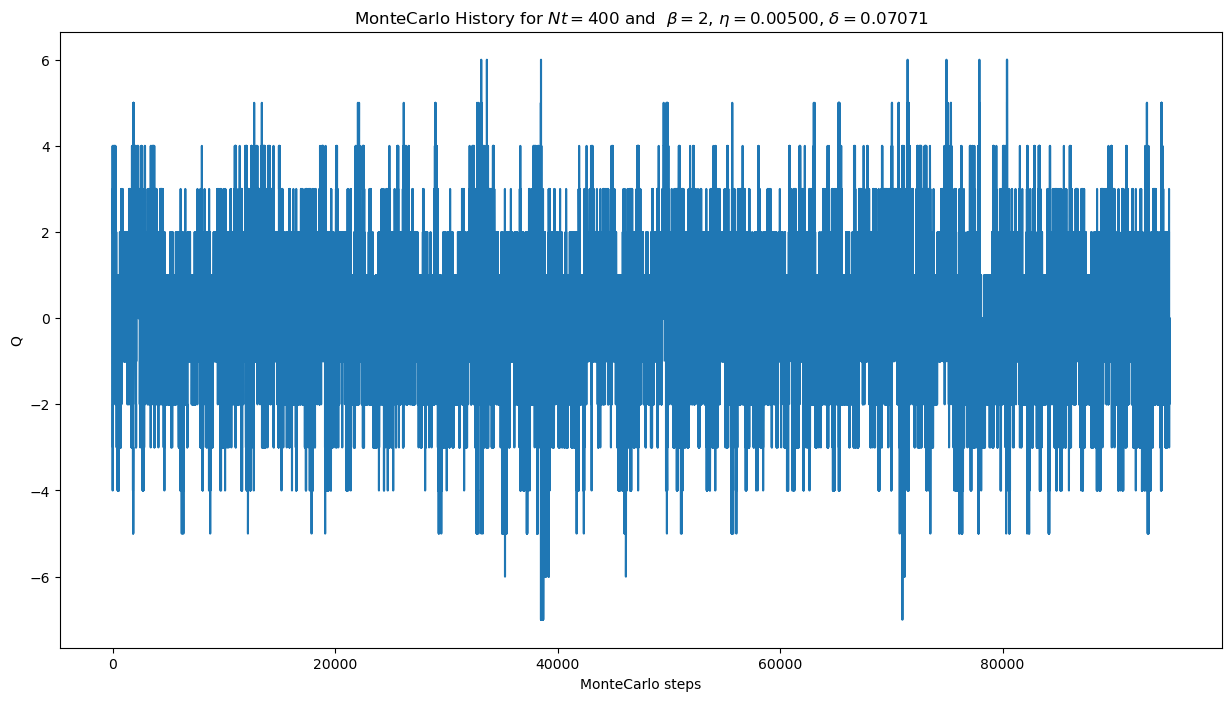 MonteCarlo History for Nt = 400 and β = 2, η = 0.00500, δ = 0.07071
6
4
2
0
−2
−4
−6
Q
0 20000 40000 60000 80000
MonteCarlo steps